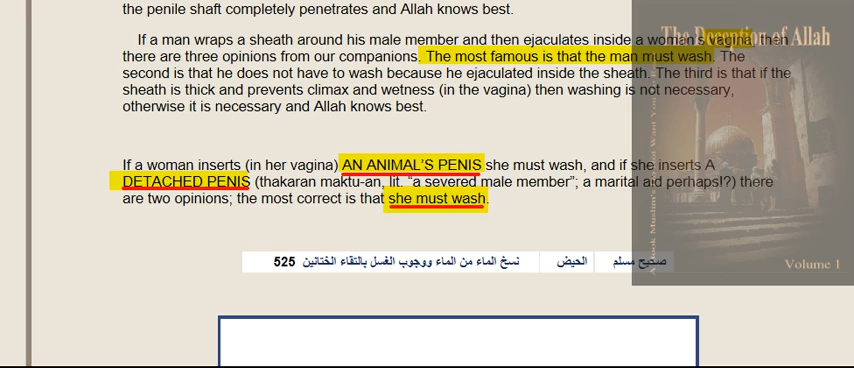 the penile shaft completely penetrates and Allah knows best.
If a man wraps a sheath around his male member and then ejaculates inside a woman's vagina, then
there are three opinions from our companions. The most famous is that the man must wash. The
second is that he does not have to wash because he ejaculated inside the sheath. The third is that if the
sheath is thick and prevents climax and wetness (in the vagina) then washing is not necessary,
otherwise it is necessary and Allah knows best.
If a woman inserts (in her vagina) AN ANIMAL'S PENIS she must wash, and if she inserts A
DETACHED PENIS (thakaran maktu-an, lit. "a severed male member"; a marital aid perhaps!?) there
are two opinions; the most correct is that she must wash.
صحيح مسلم الحيض نسخ الماء من الماء ووجوب الغسل بالتقاء الختانين 525
The Deception of Allah
Volume 1